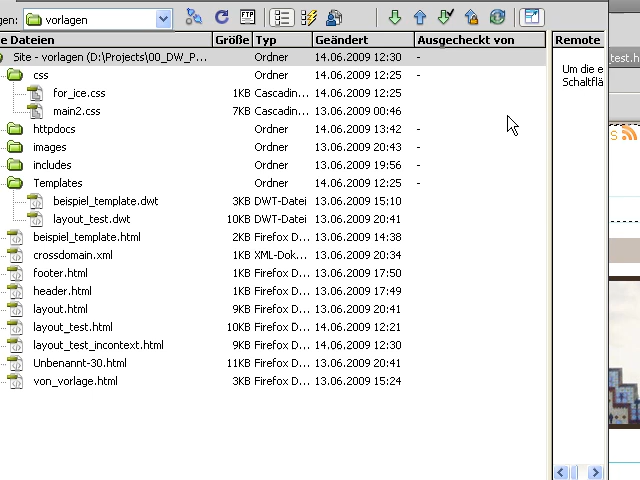 gen: vorlagen FTP
e Dateien Größe Typ Geändert Ausgecheckt von Remote
Site - vorlagen (D:\Projects\00_DW_P... Ordner 14.06.2009 12:30 -
css Ordner 14.06.2009 12:25 -
for_ice.css 1KB Cascadin... 14.06.2009 12:25
main2.css 7KB Cascadin... 13.06.2009 00:46
httpdocs Ordner 14.06.2009 13:42 -
images Ordner 13.06.2009 20:43 -
includes Ordner 13.06.2009 19:56 -
Templates Ordner 14.06.2009 12:25 -
beispiel_template.dwt 3KB DWT-Datei 13.06.2009 15:10
layout_test.dwt 10KB DWT-Datei 13.06.2009 20:41
beispiel_template.html 2KB Firefox D... 13.06.2009 14:38
crossdomain.xml 1KB XML-Dok... 13.06.2009 20:34
footer.html 1KB Firefox D... 13.06.2009 17:50
header.html 1KB Firefox D... 13.06.2009 17:49
layout.html 9KB Firefox D... 13.06.2009 20:41
layout_test.html 10KB Firefox D... 14.06.2009 12:21
layout_test_incontext.html 9KB Firefox D... 14.06.2009 12:30
Unbenannt-30.html 11KB Firefox D... 13.06.2009 20:41
von_vorlage.html 3KB Firefox D... 13.06.2009 15:24
Um die e
Schaltflä
test.h
S